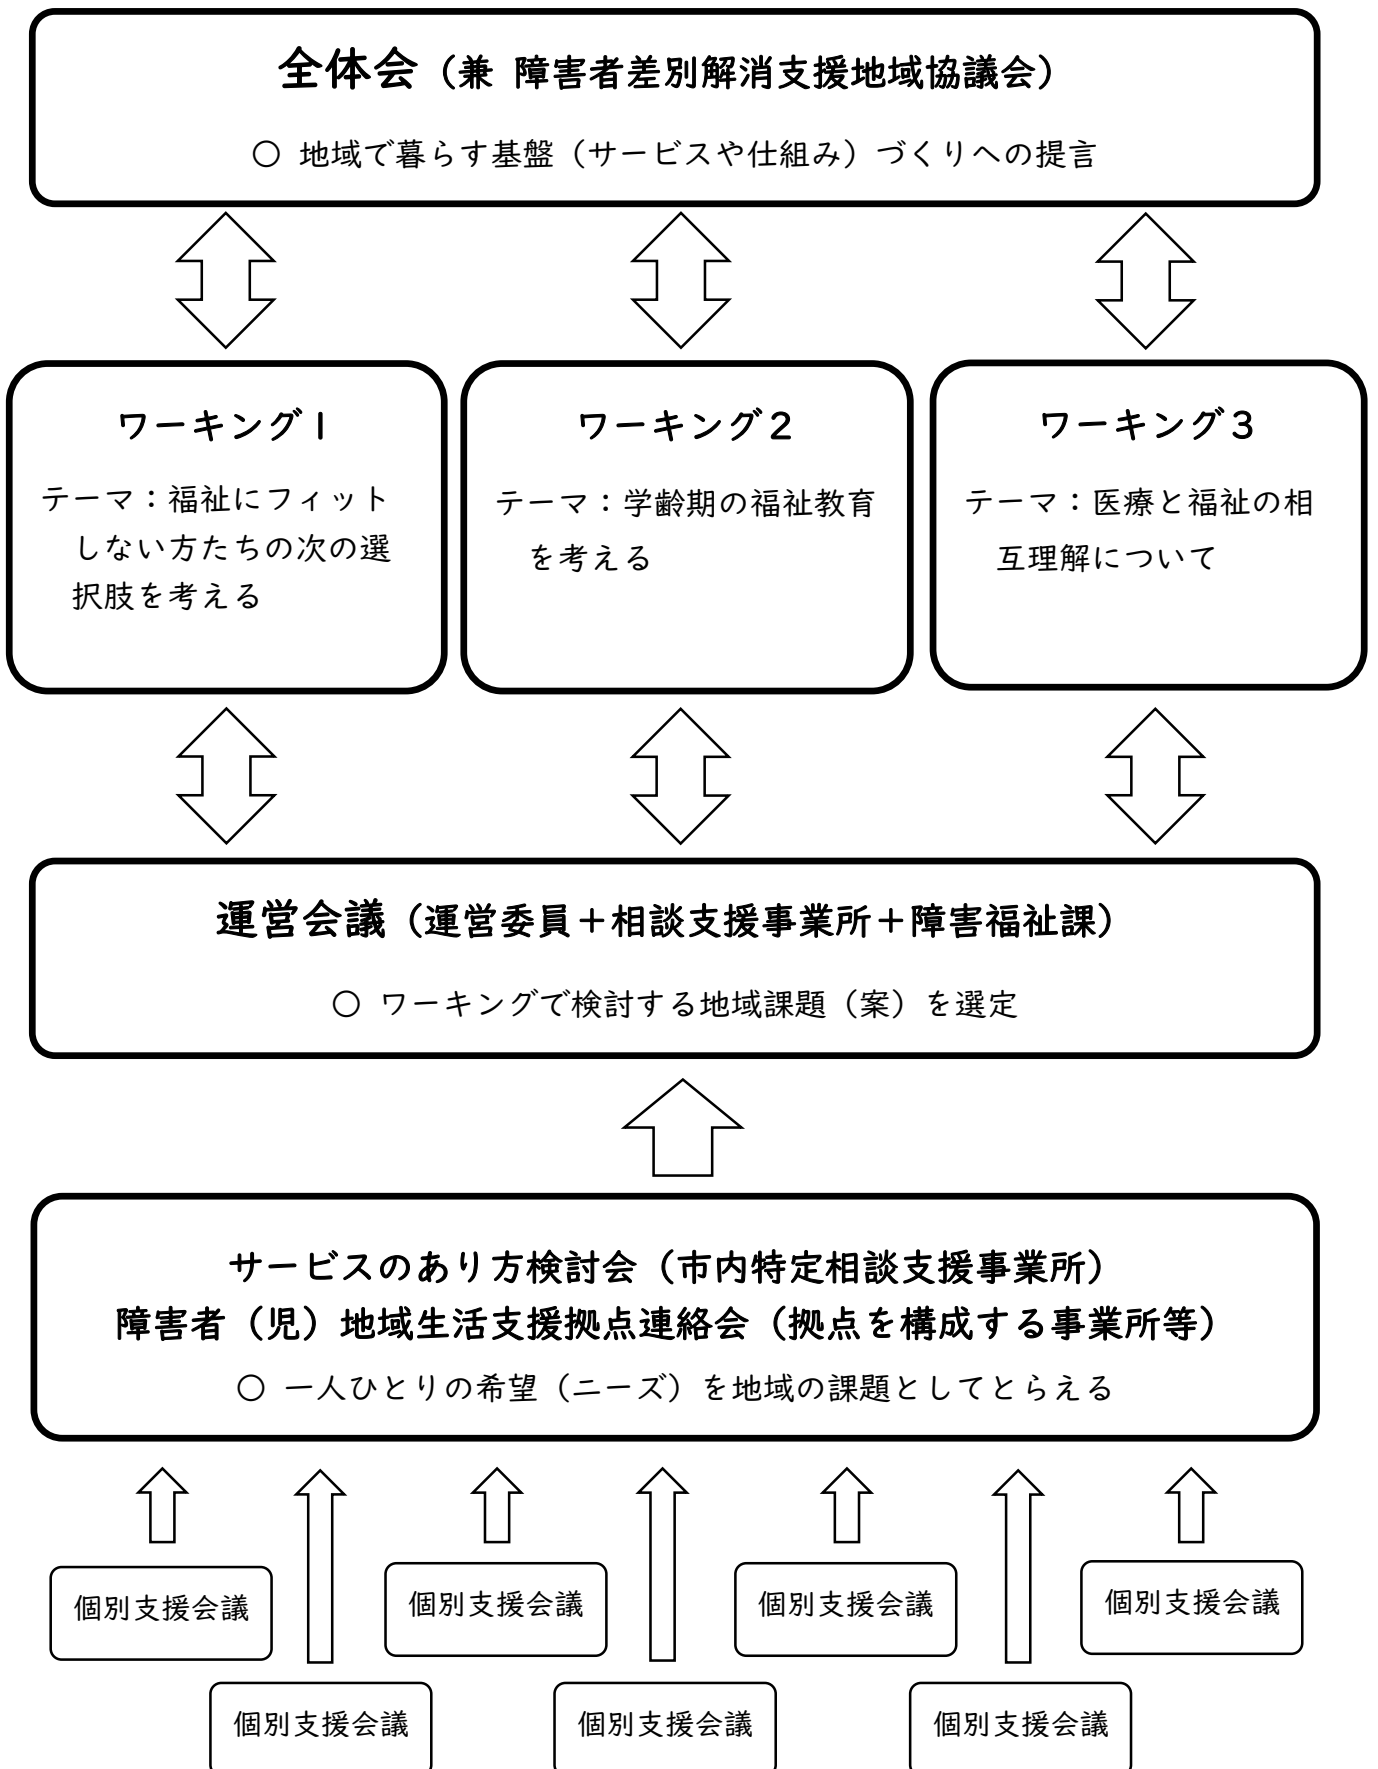 全体会（兼 障害者差別解消支援地域協議会）
○ 地域で暮らす基盤（サービスや仕組み）づくりへの提言
ワーキング１
テーマ：福祉にフィット
しない方たちの次の選
択肢を考える
ワーキング２
テーマ：学齢期の福祉教育
を考える
ワーキング３
テーマ：医療と福祉の相
互理解について
運営会議（運営委員＋相談支援事業所＋障害福祉課）
○ ワーキングで検討する地域課題（案）を選定
サービスのあり方検討会（市内特定相談支援事業所）
障害者（児）地域生活支援拠点連絡会（拠点を構成する事業所等）
○ 一人ひとりの希望（ニーズ）を地域の課題としてとらえる
個別支援会議
個別支援会議
個別支援会議
個別支援会議
個別支援会議
個別支援会議
個別支援会議